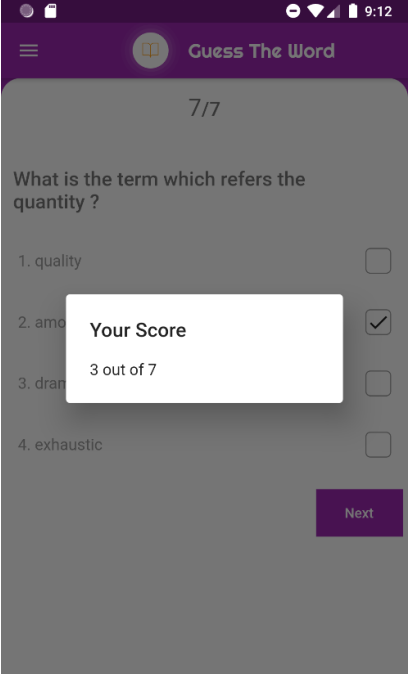 9:12
Guess The Word
7/7
What is the term which refers the
quantity ?
1. quality
2. amo
3. dram
4. exhaustic
Your Score
3 out of 7
Next